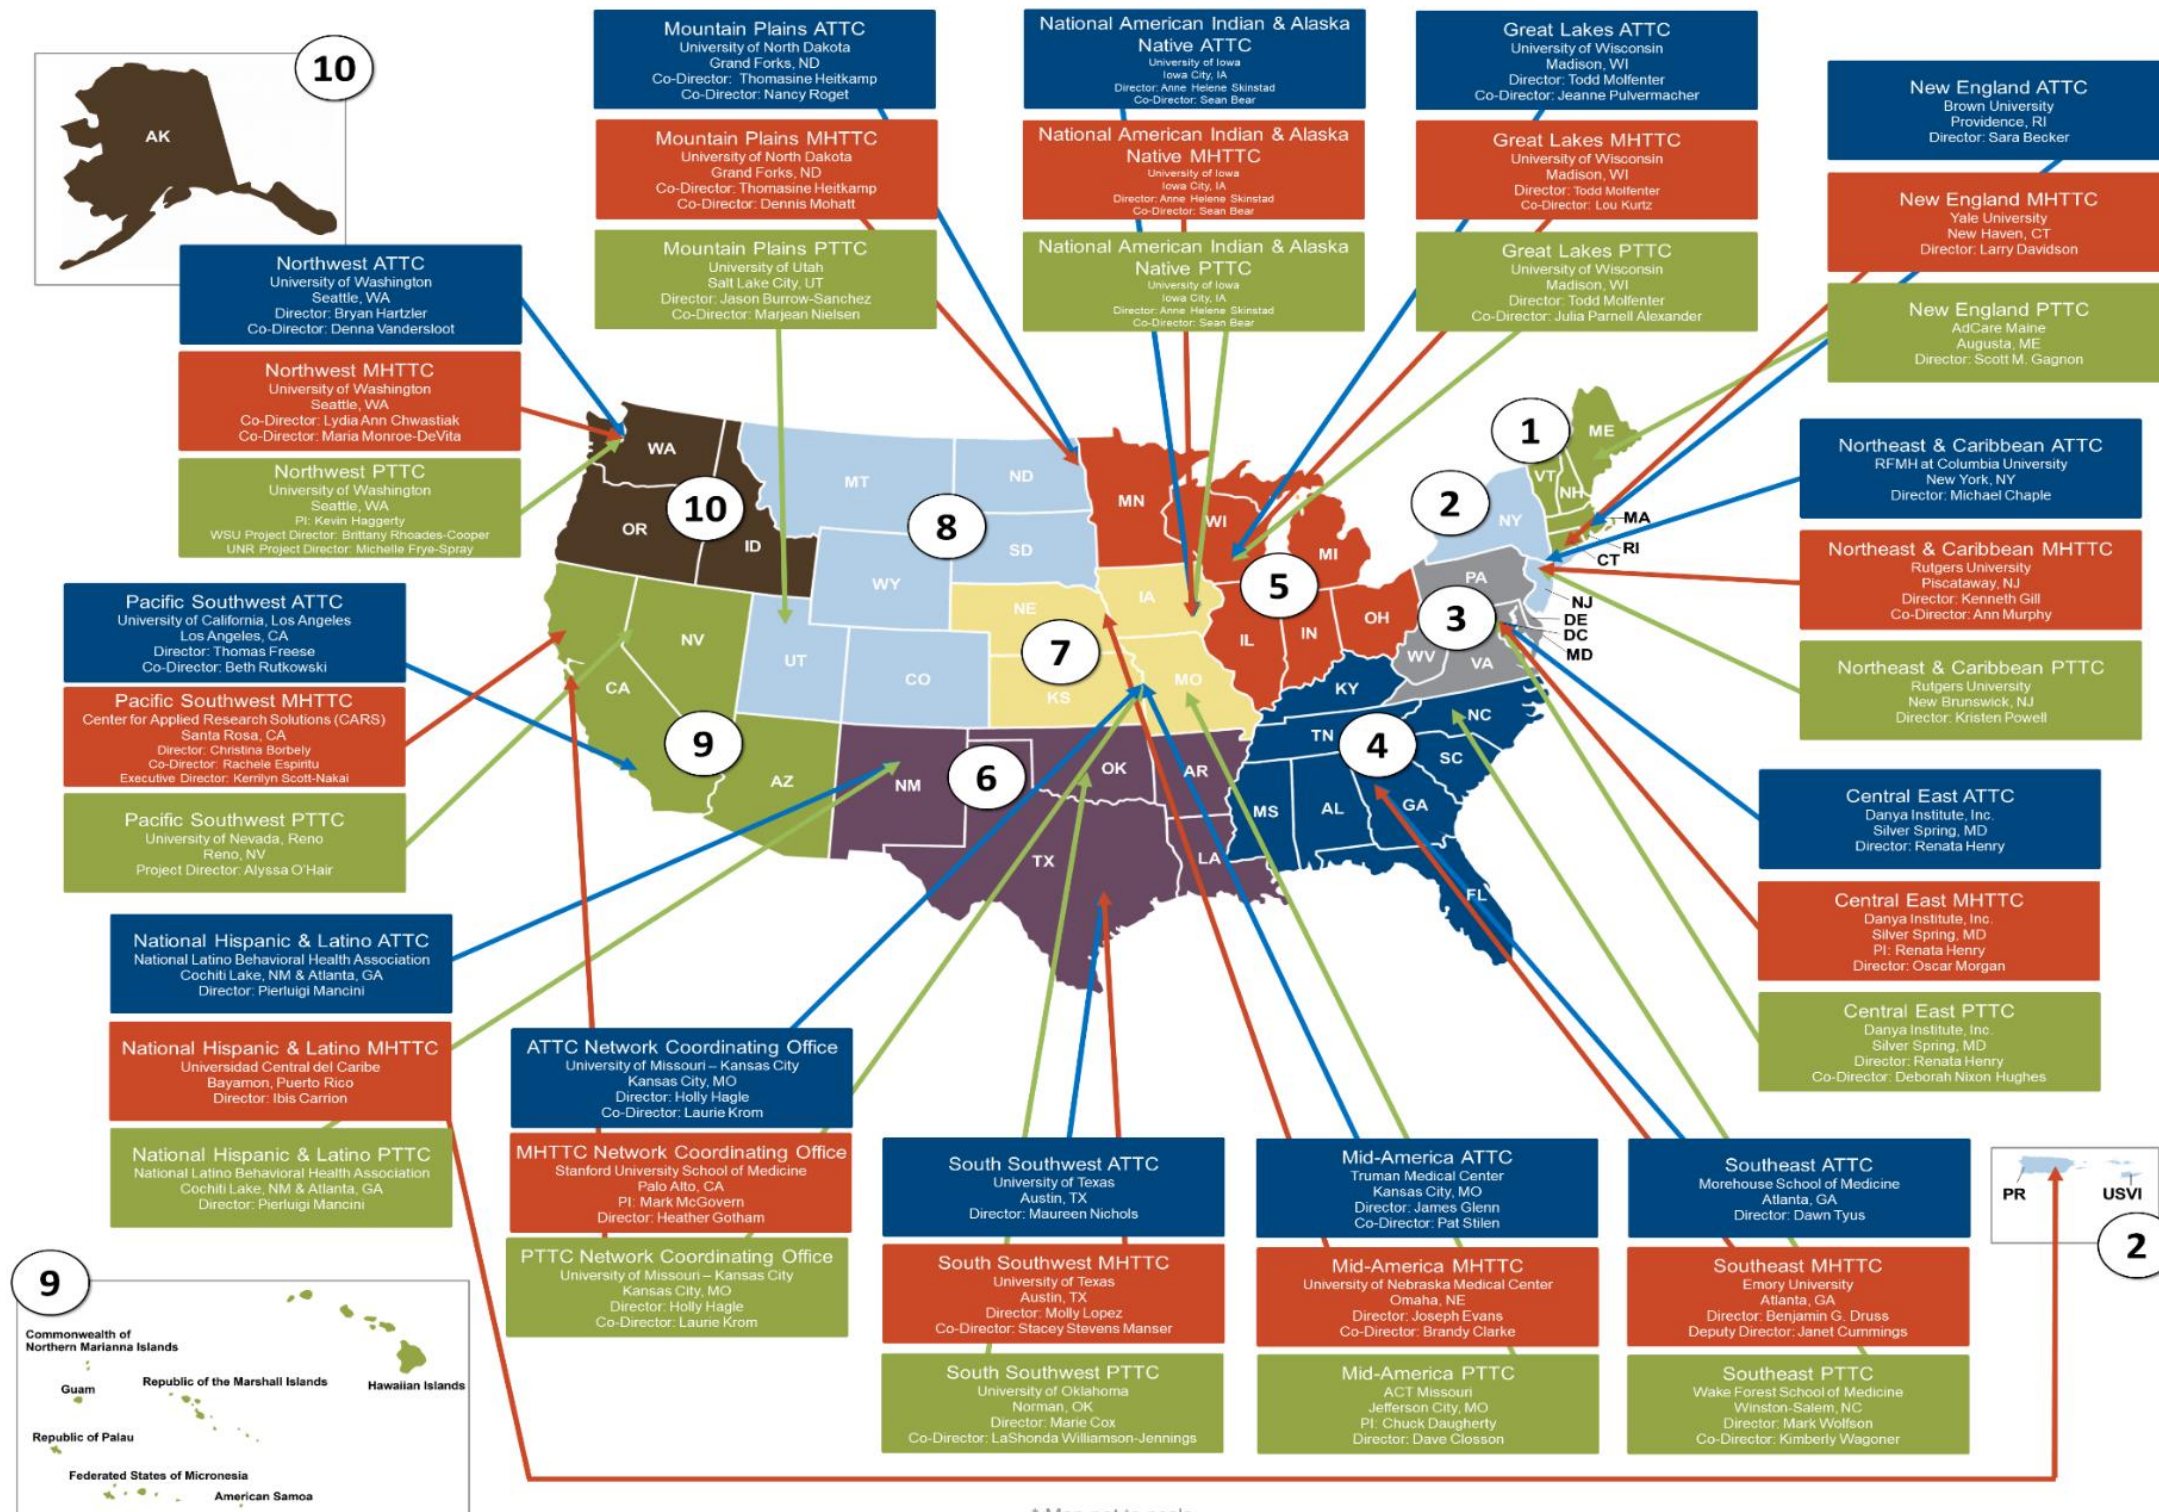 10
AK
Mountain Plains ATTC
University of North Dakota
Grand Forks, ND
Co-Director: Thomasine Heitkamp
Co-Director: Nancy Roget
Mountain Plains MHTTC
University of North Dakota
Grand Forks, ND
Co-Director: Thomasine Heitkamp
Co-Director: Dennis Mohatt
Mountain Plains PTTC
University of Utah
Salt Lake City, UT
Director: Jason Burrow-Sanchez
Co-Director: Marjean Nielsen
National American Indian & Alaska
Native ATTC
University of Iowa
Iowa City, IA
Director: Anne Helene Skinstad
Co-Director: Sean Bear
National American Indian & Alaska
Native MHTTC
University of Iowa
Iowa City, IA
Director: Anne Helene Skinstad
Co-Director: Sean Bear
National American Indian & Alaska
Native PTTC
University of Iowa
Iowa City, IA
Director: Anne Helene Skinstad
Co-Director: Sean Bear
Great Lakes ATTC
University of Wisconsin
Madison, WI
Director: Todd Molfenter
Co-Director: Jeanne Pulvermacher
Great Lakes MHTTC
University of Wisconsin
Madison, WI
Director: Todd Molfenter
Co-Director: Lou Kurtz
Great Lakes PTTC
University of Wisconsin
Madison, WI
Director: Todd Molfenter
Co-Director: Julia Parnell Alexander
New England ATTC
Brown University
Providence, RI
Director: Sara Becker
New England MHTTC
Yale University
New Haven, CT
Director: Larry Davidson
New England PTTC
AdCare Maine
Augusta, ME
Director: Scott M. Gagnon
Northwest ATTC
University of Washington
Seattle, WA
Director: Bryan Hartzler
Co-Director: Denna Vandersloot
Northwest MHTTC
University of Washington
Seattle, WA
Co-Director: Lydia Ann Chwastiak
Co-Director: Maria Monroe-DeVita
Northwest PTTC
University of Washington
Seattle, WA
PI: Kevin Haggerty
WSU Project Director: Brittany Rhoades-Cooper
UNR Project Director: Michelle Frye-Spray
Pacific Southwest ATTC
University of California, Los Angeles
Los Angeles, CA
Director: Thomas Freese
Co-Director: Beth Rutkowski
Pacific Southwest MHTTC
Center for Applied Research Solutions (CARS)
Santa Rosa, CA
Director: Christina Borbely
Co-Director: Rachele Espiritu
Executive Director: Kerrilyn Scott-Nakai
Pacific Southwest PTTC
University of Nevada, Reno
Reno, NV
Project Director: Alyssa O'Hair
WA
OR
ID
10
MT
ND
SD
WY
UT
CO
8
NE
KS
IA
MO
7
MN
WI
MI
IL
IN
OH
5
CA
NV
AZ
9
NM
OK
AR
TX
LA
6
KY
TN
NC
SC
MS
AL
GA
FL
4
PA
WV
VA
3
NY
2
1
ME
VT
NH
MA
RI
CT
NJ
DE
DC
MD
Northeast & Caribbean ATTC
RFMH at Columbia University
New York, NY
Director: Michael Chaple
Northeast & Caribbean MHTTC
Rutgers University
Piscataway, NJ
Director: Kenneth Gill
Co-Director: Ann Murphy
Northeast & Caribbean PTTC
Rutgers University
New Brunswick, NJ
Director: Kristen Powell
Central East ATTC
Danya Institute, Inc.
Silver Spring, MD
Director: Renata Henry
Central East MHTTC
Danya Institute, Inc.
Silver Spring, MD
PI: Renata Henry
Director: Oscar Morgan
Central East PTTC
Danya Institute, Inc.
Silver Spring, MD
Director: Renata Henry
Co-Director: Deborah Nixon Hughes
National Hispanic & Latino ATTC
National Latino Behavioral Health Association
Cochiti Lake, NM & Atlanta, GA
Director: Pierluigi Mancini
National Hispanic & Latino MHTTC
Universidad Central del Caribe
Bayamon, Puerto Rico
Director: Ibis Carrion
National Hispanic & Latino PTTC
National Latino Behavioral Health Association
Cochiti Lake, NM & Atlanta, GA
Director: Pierluigi Mancini
ATTC Network Coordinating Office
University of Missouri – Kansas City
Kansas City, MO
Director: Holly Hagle
Co-Director: Laurie Krom
MHTTC Network Coordinating Office
Stanford University School of Medicine
Palo Alto, CA
PI: Mark McGovern
Director: Heather Gotham
PTTC Network Coordinating Office
University of Missouri – Kansas City
Kansas City, MO
Director: Holly Hagle
Co-Director: Laurie Krom
South Southwest ATTC
University of Texas
Austin, TX
Director: Maureen Nichols
South Southwest MHTTC
University of Texas
Austin, TX
Director: Molly Lopez
Co-Director: Stacey Stevens Manser
South Southwest PTTC
University of Oklahoma
Norman, OK
Director: Marie Cox
Co-Director: LaShonda Williamson-Jennings
Mid-America ATTC
Truman Medical Center
Kansas City, MO
Director: James Glenn
Co-Director: Pat Stilen
Mid-America MHTTC
University of Nebraska Medical Center
Omaha, NE
Director: Joseph Evans
Co-Director: Brandy Clarke
Mid-America PTTC
ACT Missouri
Jefferson City, MO
PI: Chuck Daugherty
Director: Dave Closson
Southeast ATTC
Morehouse School of Medicine
Atlanta, GA
Director: Dawn Tyus
Southeast MHTTC
Emory University
Atlanta, GA
Director: Benjamin G. Druss
Deputy Director: Janet Cummings
Southeast PTTC
Wake Forest School of Medicine
Winston-Salem, NC
Director: Mark Wolfson
Co-Director: Kimberly Wagoner
PR
USVI
2
9
Commonwealth of
Northern Marianna Islands
Guam
Republic of the Marshall Islands
Hawaiian Islands
Republic of Palau
Federated States of Micronesia
American Samoa